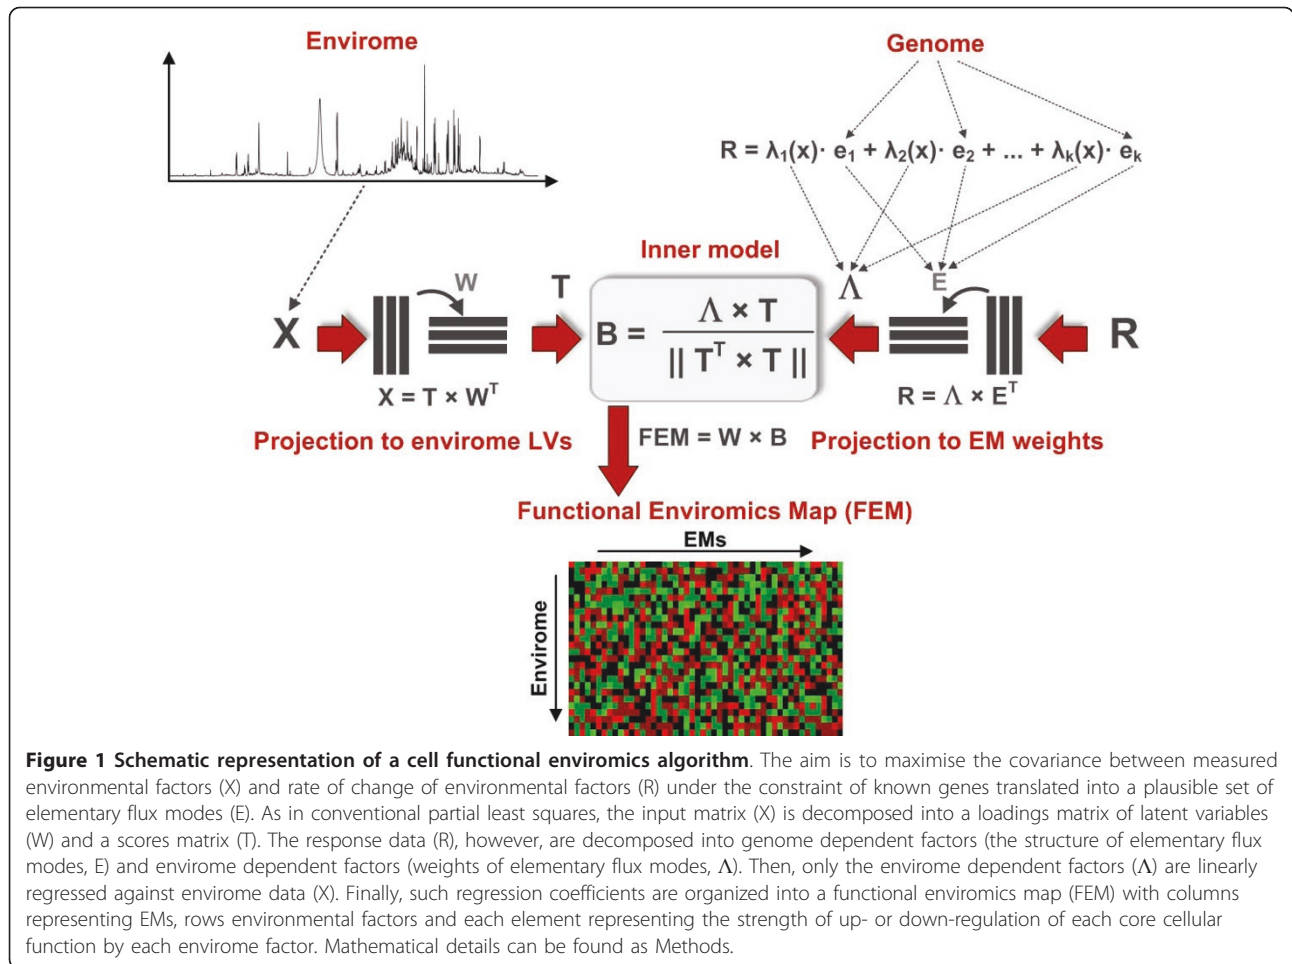 Envirome
Genome
R = λ1(x)· e1 + λ2(x)· e2 + ... + λk(x)· ek
Inner model
X
W
T
B = Λ × T / || T^T × T ||
Λ
E
R
X = T × W^T
R = Λ × E^T
Projection to envirome LVs
FEM = W × B
Projection to EM weights
Functional Enviromics Map (FEM)
EMs
Envirome
Figure 1 Schematic representation of a cell functional enviromics algorithm. The aim is to maximise the covariance between measured
environmental factors (X) and rate of change of environmental factors (R) under the constraint of known genes translated into a plausible set of
elementary flux modes (E). As in conventional partial least squares, the input matrix (X) is decomposed into a loadings matrix of latent variables
(W) and a scores matrix (T). The response data (R), however, are decomposed into genome dependent factors (the structure of elementary flux
modes, E) and envirome dependent factors (weights of elementary flux modes, Λ). Then, only the envirome dependent factors (Λ) are linearly
regressed against envirome data (X). Finally, such regression coefficients are organized into a functional enviromics map (FEM) with columns
representing EMs, rows environmental factors and each element representing the strength of up- or down-regulation of each core cellular
function by each envirome factor. Mathematical details can be found as Methods.